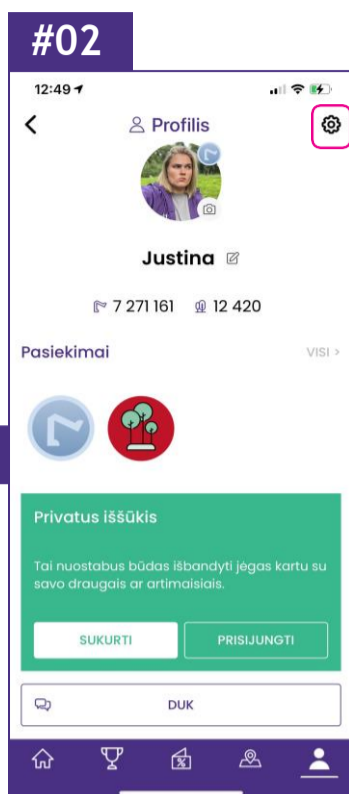 #02
12:49
Profilis
Justina
7 271 161 12 420
Pasiekimai VISI >
Privatus iššūkis
Tai nuostabus būdas išbandyti jėgas kartu su
savo draugais ar artimaisiais.
SUKURTI PRISIJUNGTI
DUK